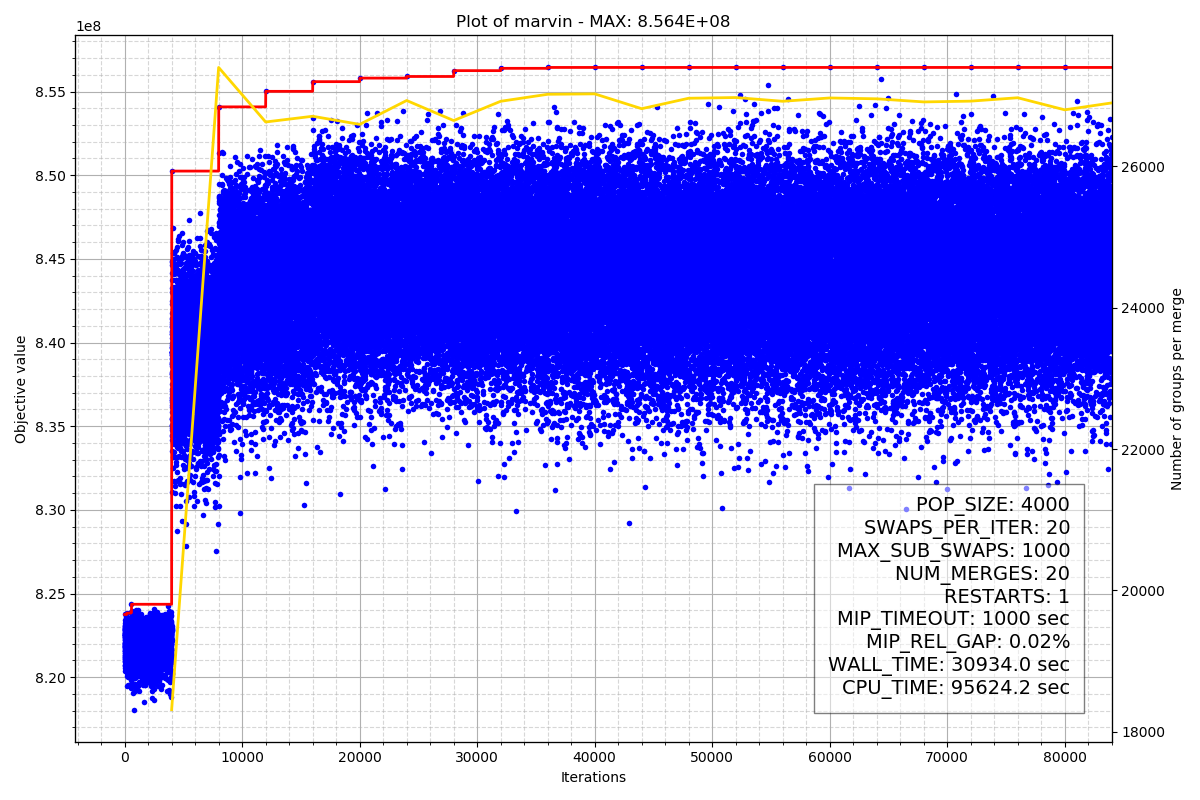 Plot of marvin - MAX: 8.564E+08
1e8
8.55
8.50
8.45
8.40
8.35
8.30
8.25
8.20
Objective value
26000
24000
22000
20000
18000
Number of groups per merge
POP_SIZE: 4000
SWAPS_PER_ITER: 20
MAX_SUB_SWAPS: 1000
NUM_MERGES: 20
RESTARTS: 1
MIP_TIMEOUT: 1000 sec
MIP_REL_GAP: 0.02%
WALL_TIME: 30934.0 sec
CPU_TIME: 95624.2 sec
0 10000 20000 30000 40000 50000 60000 70000 80000
Iterations